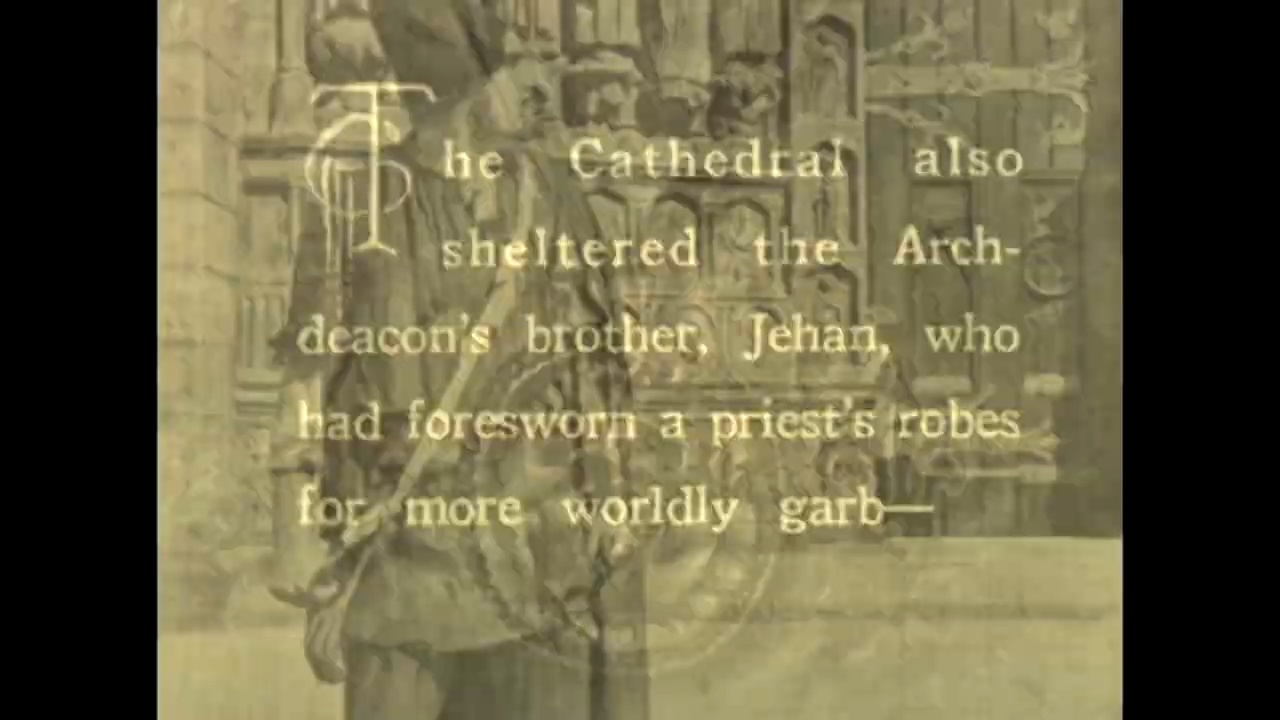 The Cathedral also
sheltered the Arch-
deacon's brother, Jehan, who
had foresworn a priest's robes
for more worldly garb—